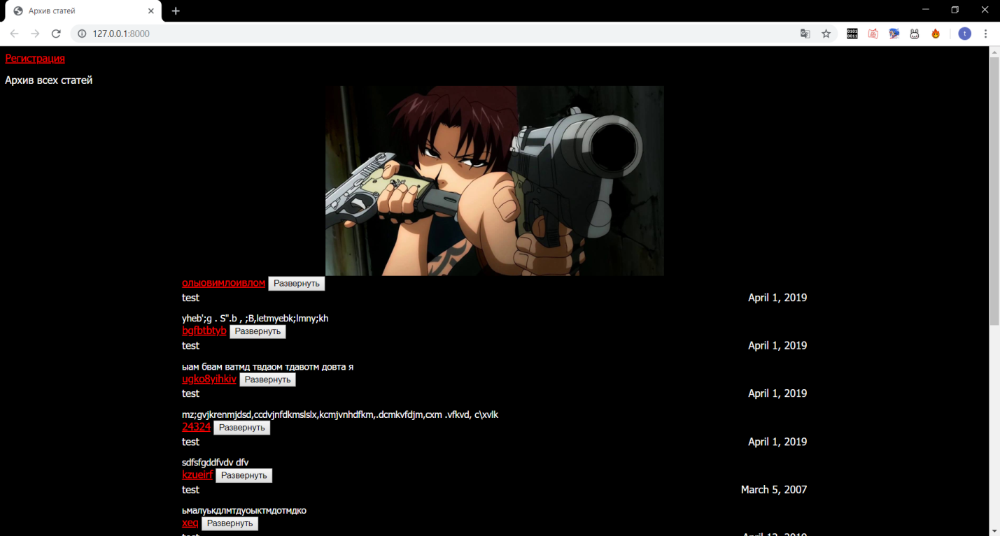 Архив статей
127.0.0.1:8000
0101
0011
t
Регистрация
Архив всех статей
олыовимлоивлом Развернуть
test April 1, 2019
yheb';g . S".b , ;B,letmyebk;lmny;kh
bgfbtbtyb Развернуть
test April 1, 2019
ыам бвам ватмд твдаом тдавотм довта я
ugko8yihkiv Развернуть
test April 1, 2019
mz;gvjkrenmjdsd,ccdvjnfdkmslslx,kcmjvnhdfkm,.dcmkvfdjm,cxm .vfkvd, c\xvlk
24324 Развернуть
test April 1, 2019
sdfsfgddfvdv dfv
kzueirf Развернуть
test March 5, 2007
ьмалуькдлмтдуоыктмдотмдко
xeq Развернуть